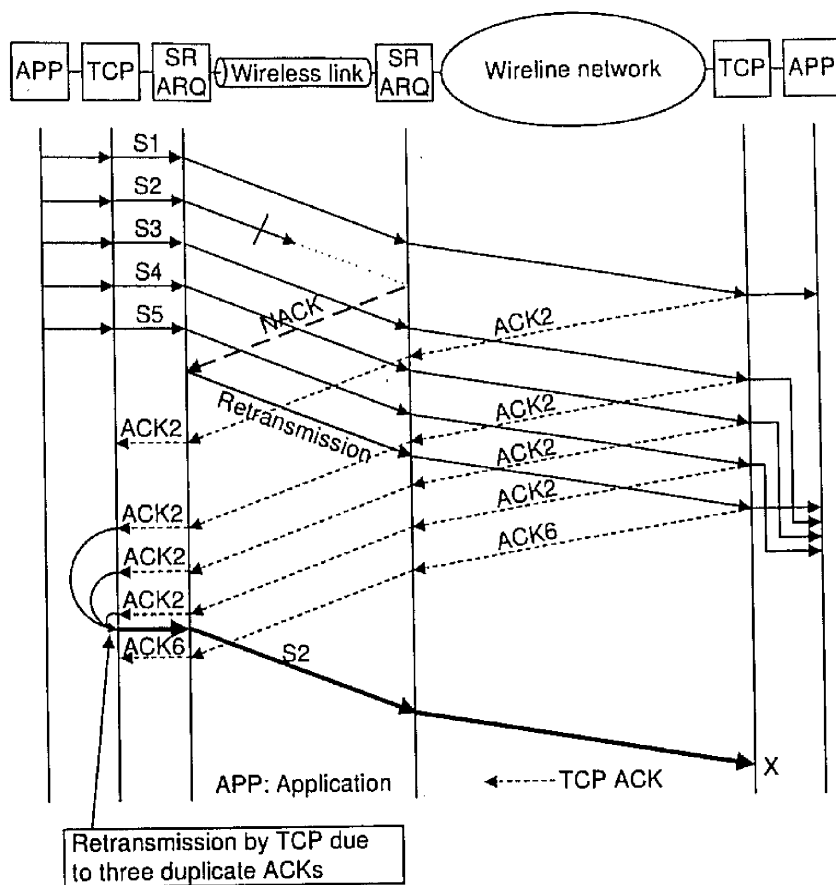 APP
TCP
SR
ARQ
Wireless link
SR
ARQ
Wireline network
TCP
APP
S1
S2
S3
S4
S5
NACK
ACK2
Retransmission
ACK2
ACK2
ACK2
ACK2
ACK6
ACK2
ACK2
ACK2
ACK6
S2
X
APP: Application
TCP ACK
Retransmission by TCP due
to three duplicate ACKs